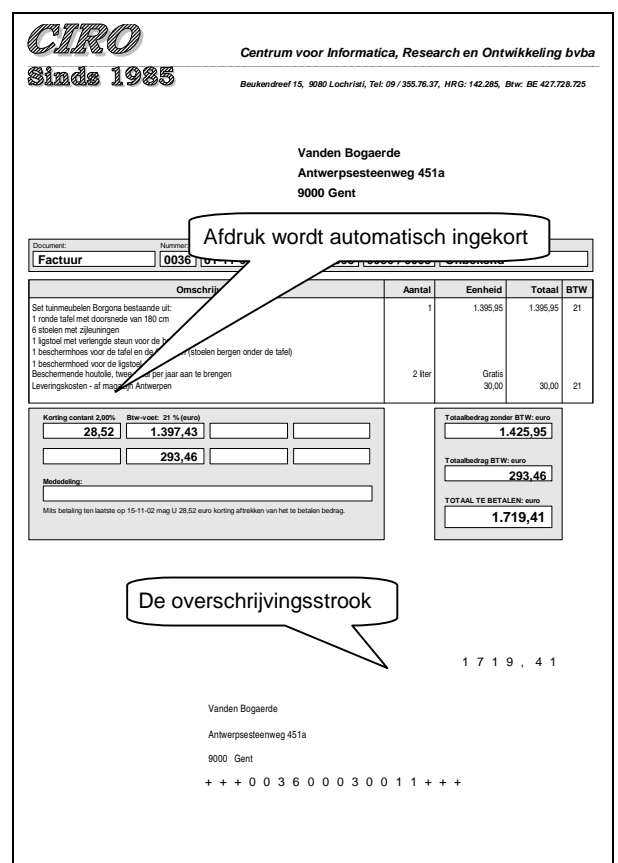 CIRO
Centrum voor Informatica, Research en Ontwikkeling bvba
Sinds 1985
Beukendreef 15, 9080 Lochristi, Tel: 09 / 355.76.37, HRG: 142.285, Btw: BE 427.728.725
Vanden Bogaerde
Antwerpsesteenweg 451a
9000 Gent
Afdruk wordt automatisch ingekort
Document: Nummer:
Factuur 0036
Aantal Eenheid Totaal BTW
Set tuinmeubelen Borgona bestaande uit: 1 1.395,95 1.395,95 21
1 ronde tafel met doorsnede van 180 cm
6 stoelen met zijleuningen
1 ligstoel met verlengde steun voor de
1 beschermhoes voor de tafel en de (stoelen bergen onder de tafel)
1 beschermhoed voor de ligstoel
Beschermende houtolie, per jaar aan te brengen 2 liter Gratis
Leveringskosten - af Antwerpen 30,00 30,00 21
Korting contant 2,00% Btw-voet: 21 % (euro) Totaalbedrag zonder BTW: euro
28,52 1.397,43 1.425,95
293,46 Totaalbedrag BTW: euro
293,46
Mededeling:
TOTAAL TE BETALEN: euro
Mits betaling ten laatste op 15-11-02 mag U 28,52 euro korting aftrekken van het te betalen bedrag.
1.719,41
De overschrijvingsstrook
1 7 1 9 , 4 1
Vanden Bogaerde
Antwerpsesteenweg 451a
9000 Gent
+ + + 0 0 3 6 0 0 0 3 0 0 1 1 + + +